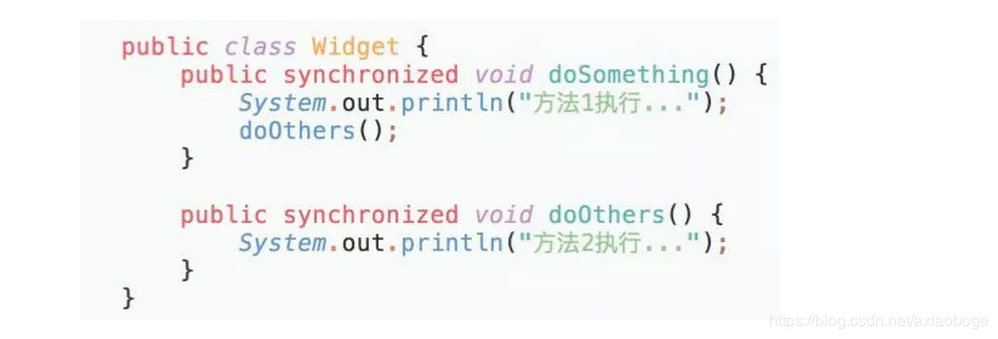 public class Widget {
    public synchronized void doSomething() {
        System.out.println("方法1执行...");
        doOthers();
    }

    public synchronized void doOthers() {
        System.out.println("方法2执行...");
    }
}
https://blog.csdn.net/axiaoboge